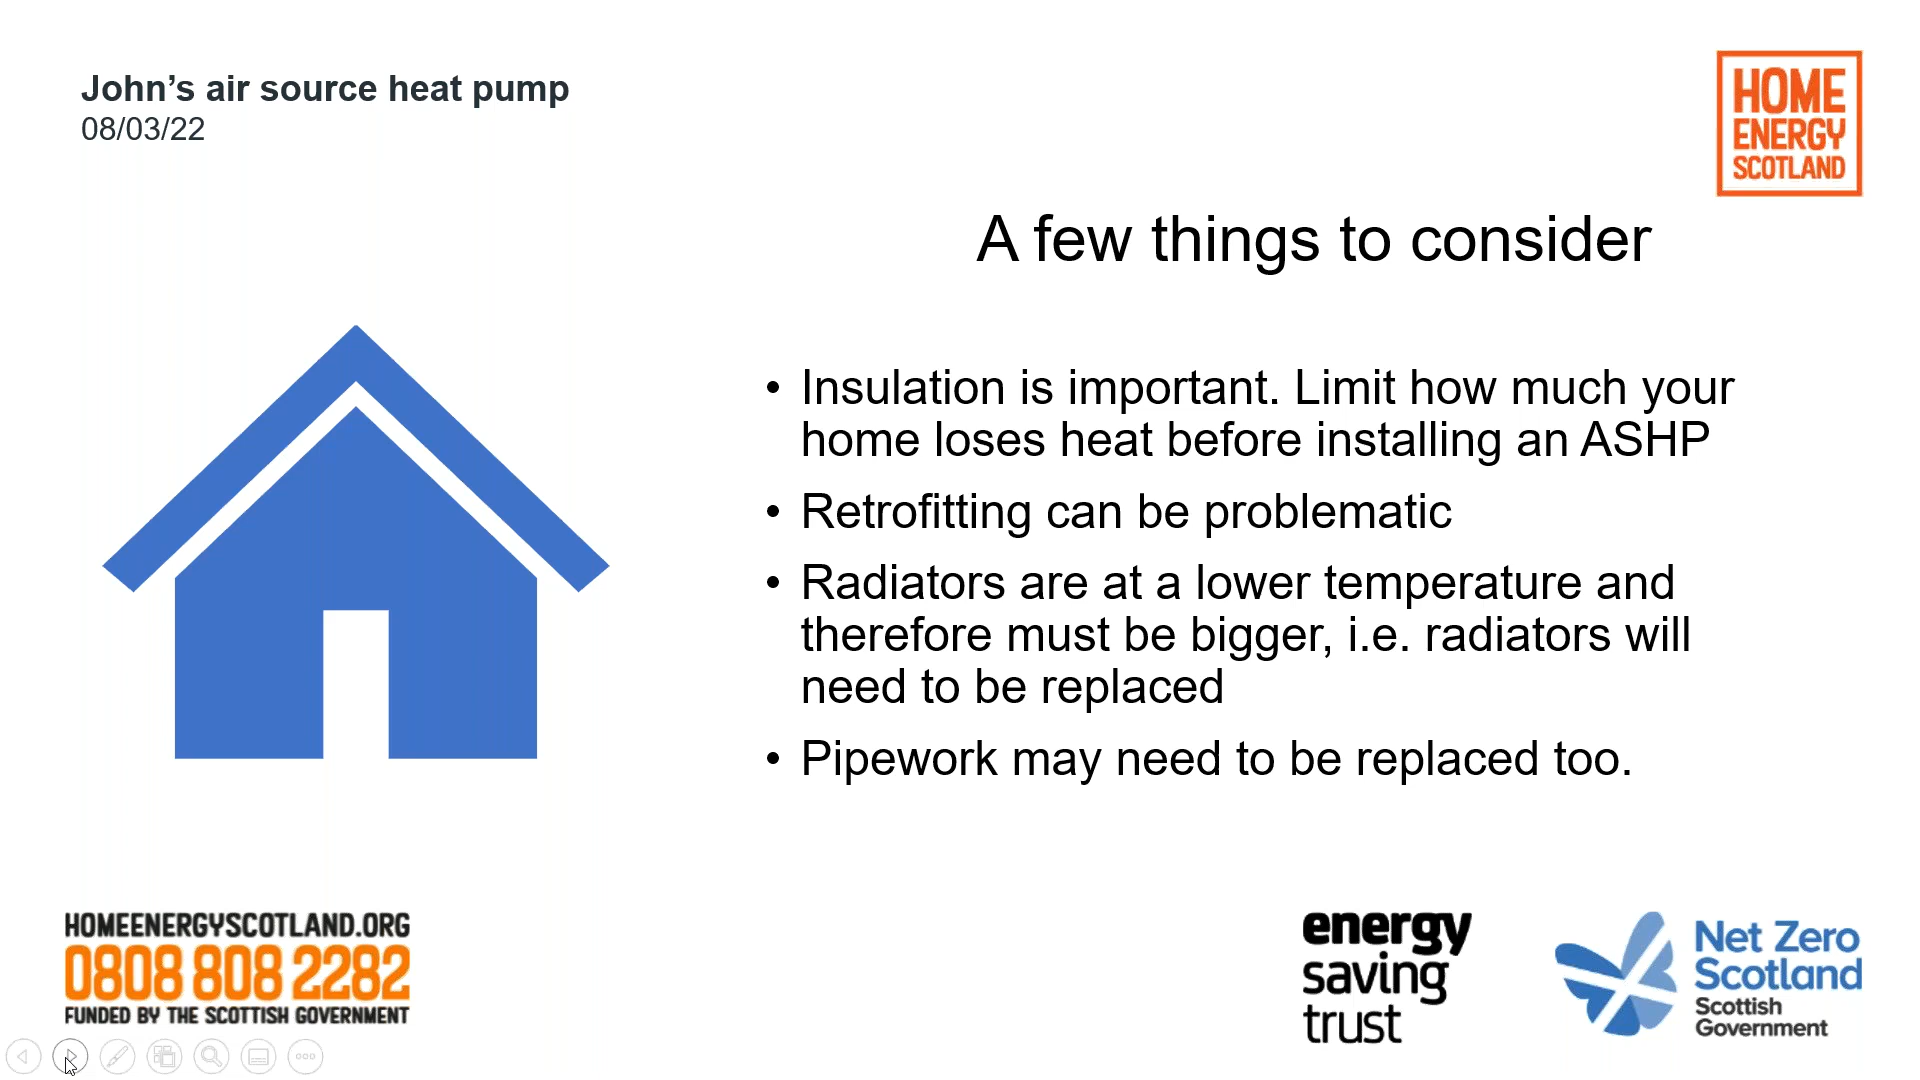 John’s air source heat pump
08/03/22
HOME
ENERGY
SCOTLAND
A few things to consider
• Insulation is important. Limit how much your
home loses heat before installing an ASHP
• Retrofitting can be problematic
• Radiators are at a lower temperature and
therefore must be bigger, i.e. radiators will
need to be replaced
• Pipework may need to be replaced too.
HOMEENERGYSCOTLAND.ORG
0808 808 2282
FUNDED BY THE SCOTTISH GOVERNMENT
energy
saving
trust
Net Zero
Scotland
Scottish
Government